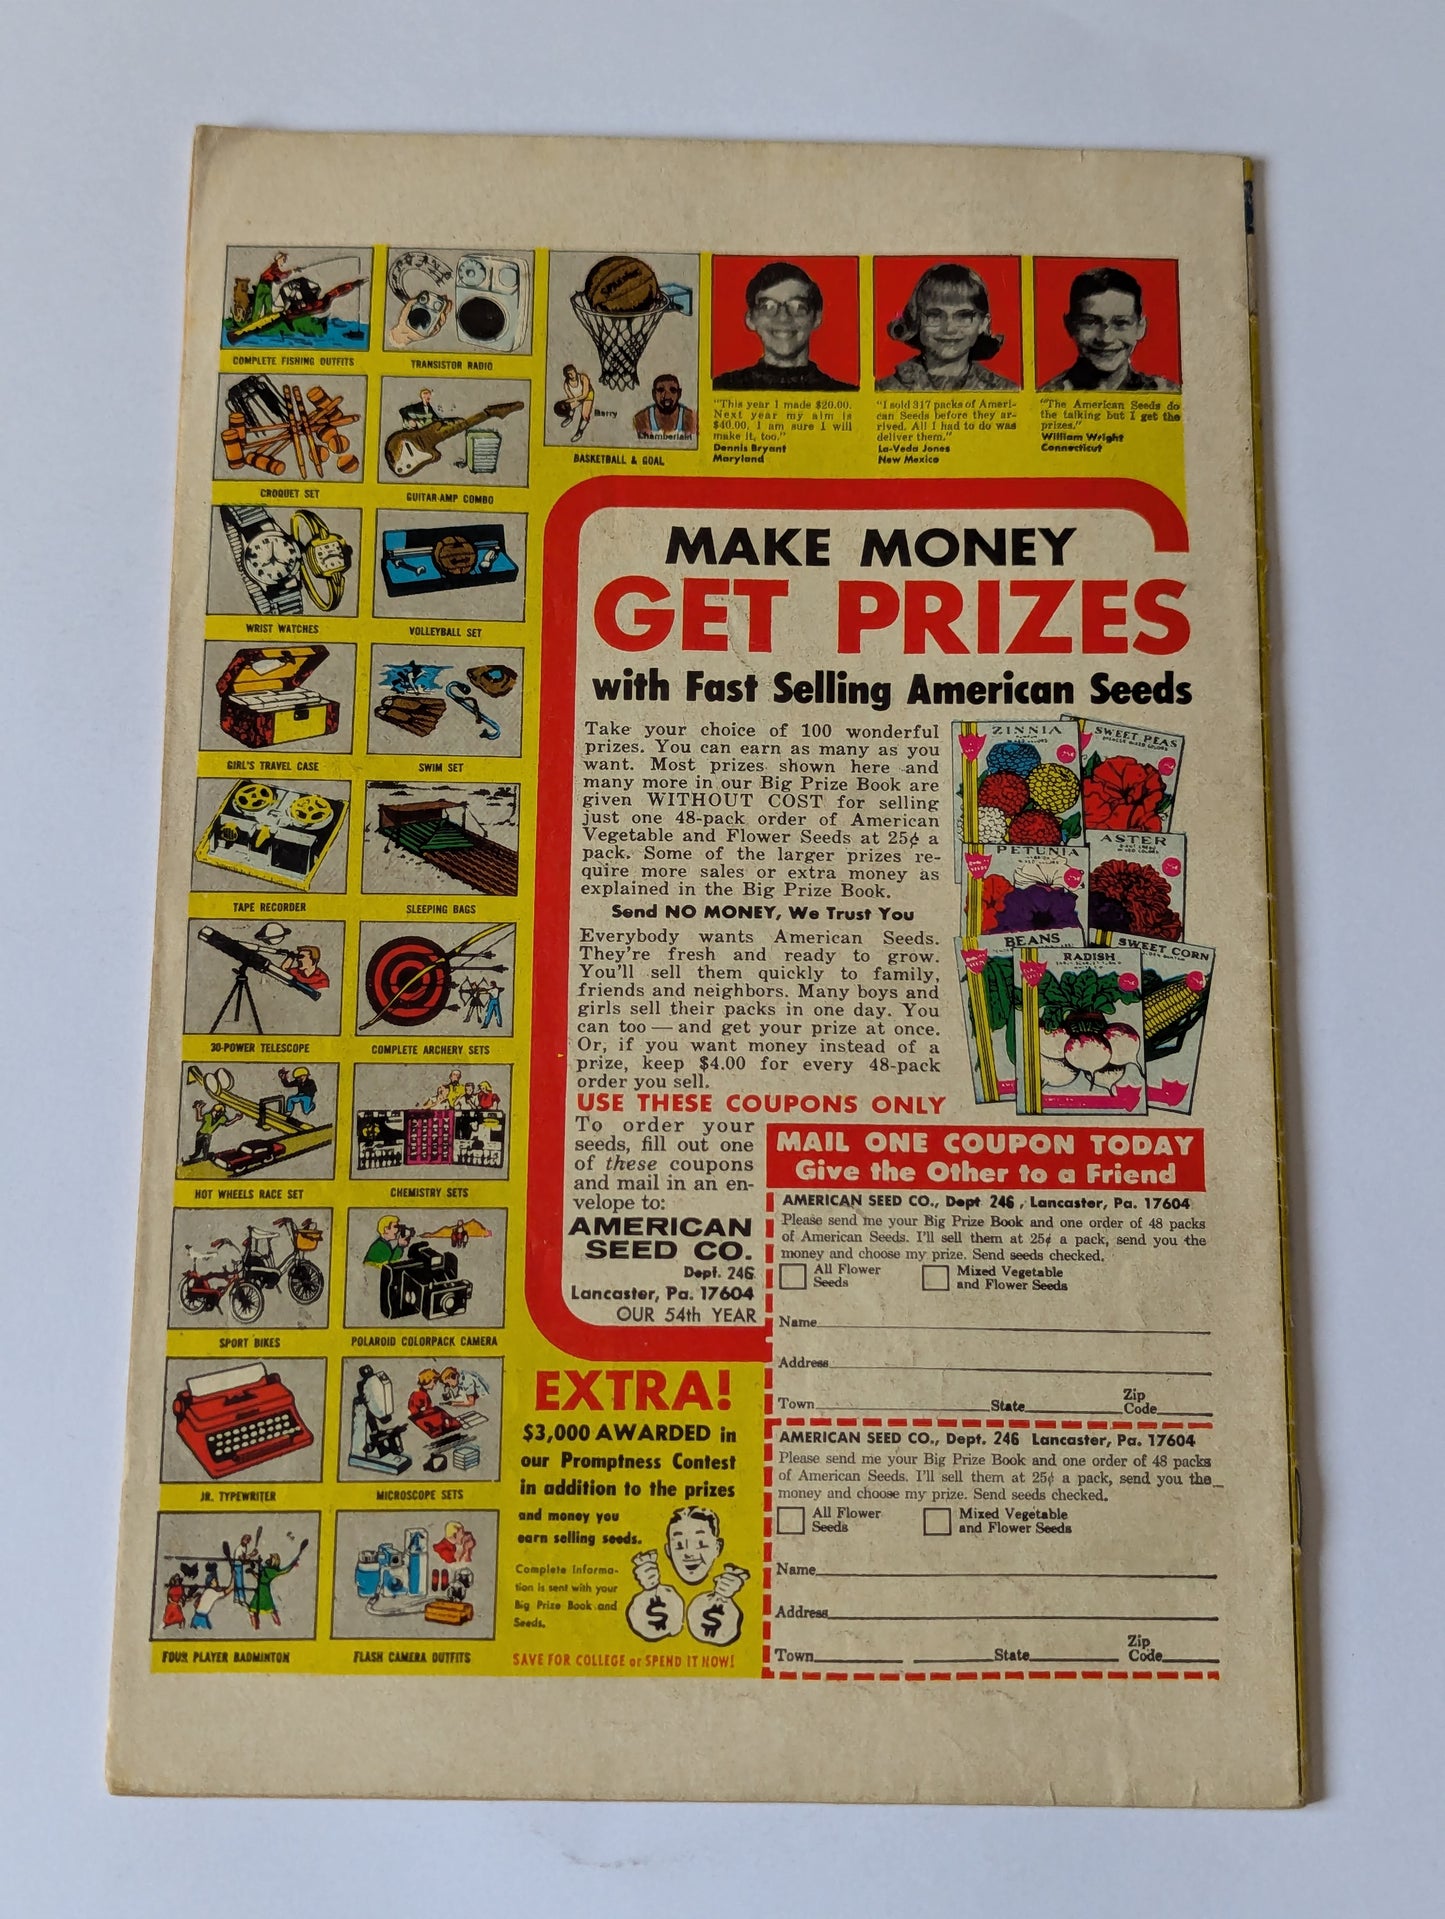 COMPLETE FISHING OUTFITS
TRANSISTOR RADIO
CROQUET SET
GUITAR-AMP COMBO
WRIST WATCHES
VOLLEYBALL SET
GIRL'S TRAVEL CASE
SWIM SET
TAPE RECORDER
SLEEPING BAGS
30-POWER TELESCOPE
COMPLETE ARCHERY SETS
HOT WHEELS RACE SET
CHEMISTRY SETS
SPORT BIKES
POLAROID COLORPACK CAMERA
JR. TYPEWRITER
MICROSCOPE SETS
FOUR PLAYER BADMINTON
FLASH CAMERA OUTFITS
Barry
Chamberlain
BASKETBALL & GOAL
"This year I made $20.00.
Next year my aim is
$40.00. I am sure I will
make it, too."
Dennis Bryant
Maryland
"I sold 317 packs of Ameri-
can Seeds before they ar-
rived. All I had to do was
deliver them."
La-Veda Jones
New Mexico
"The American Seeds do
the talking but I get the
prizes."
William Wright
Connecticut
MAKE MONEY
GET PRIZES
with Fast Selling American Seeds
Take your choice of 100 wonderful
prizes. You can earn as many as you
want. Most prizes shown here and
many more in our Big Prize Book are
given WITHOUT COST for selling
just one 48-pack order of American
Vegetable and Flower Seeds at 25¢ a
pack. Some of the larger prizes re-
quire more sales or extra money as
explained in the Big Prize Book.
Send NO MONEY, We Trust You
Everybody wants American Seeds.
They're fresh and ready to grow.
You'll sell them quickly to family,
friends and neighbors. Many boys and
girls sell their packs in one day. You
can too — and get your prize at once.
Or, if you want money instead of a
prize, keep $4.00 for every 48-pack
order you sell.
ZINNIA
SWEET PEAS
PETUNIA
ASTER
BEANS
RADISH
SWEET CORN
USE THESE COUPONS ONLY
To order your
seeds, fill out one
of these coupons
and mail in an en-
velope to:
AMERICAN
SEED CO.
Dept. 246
Lancaster, Pa. 17604
OUR 54th YEAR
MAIL ONE COUPON TODAY
Give the Other to a Friend
AMERICAN SEED CO., Dept 246, Lancaster, Pa. 17604
Please send me your Big Prize Book and one order of 48 packs
of American Seeds. I'll sell them at 25¢ a pack, send you the
money and choose my prize. Send seeds checked.
All Flower Seeds
Mixed Vegetable and Flower Seeds
Name
Address
Town State Zip Code
AMERICAN SEED CO., Dept. 246 Lancaster, Pa. 17604
Please send me your Big Prize Book and one order of 48 packs
of American Seeds. I'll sell them at 25¢ a pack, send you the
money and choose my prize. Send seeds checked.
All Flower Seeds
Mixed Vegetable and Flower Seeds
Name
Address
Town State Zip Code
EXTRA!
$3,000 AWARDED in
our Promptness Contest
in addition to the prizes
and money you
earn selling seeds.
Complete Informa-
tion is sent with your
Big Prize Book and
Seeds.
$ $
SAVE FOR COLLEGE or SPEND IT NOW!